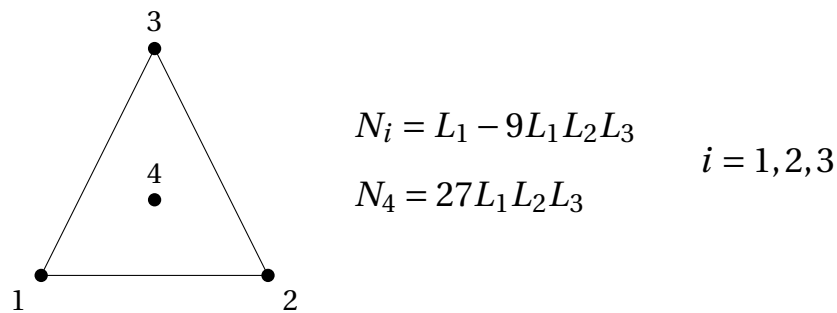 3
4
1
2
N_i = L_1 − 9L_1L_2L_3
N_4 = 27L_1L_2L_3
i = 1,2,3